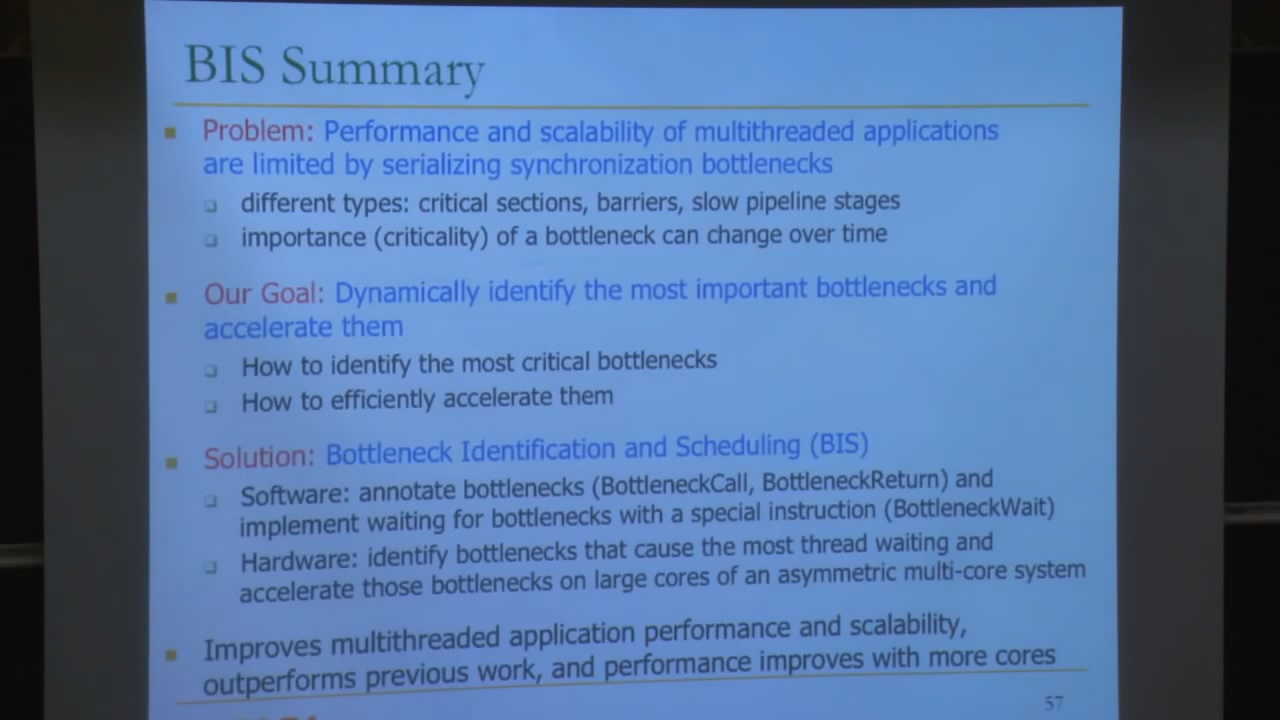 BIS Summary
Problem: Performance and scalability of multithreaded applications
are limited by serializing synchronization bottlenecks
different types: critical sections, barriers, slow pipeline stages
importance (criticality) of a bottleneck can change over time
Our Goal: Dynamically identify the most important bottlenecks and
accelerate them
How to identify the most critical bottlenecks
How to efficiently accelerate them
Solution: Bottleneck Identification and Scheduling (BIS)
Software: annotate bottlenecks (BottleneckCall, BottleneckReturn) and
implement waiting for bottlenecks with a special instruction (BottleneckWait)
Hardware: identify bottlenecks that cause the most thread waiting and
accelerate those bottlenecks on large cores of an asymmetric multi-core system
Improves multithreaded application performance and scalability,
outperforms previous work, and performance improves with more cores
57